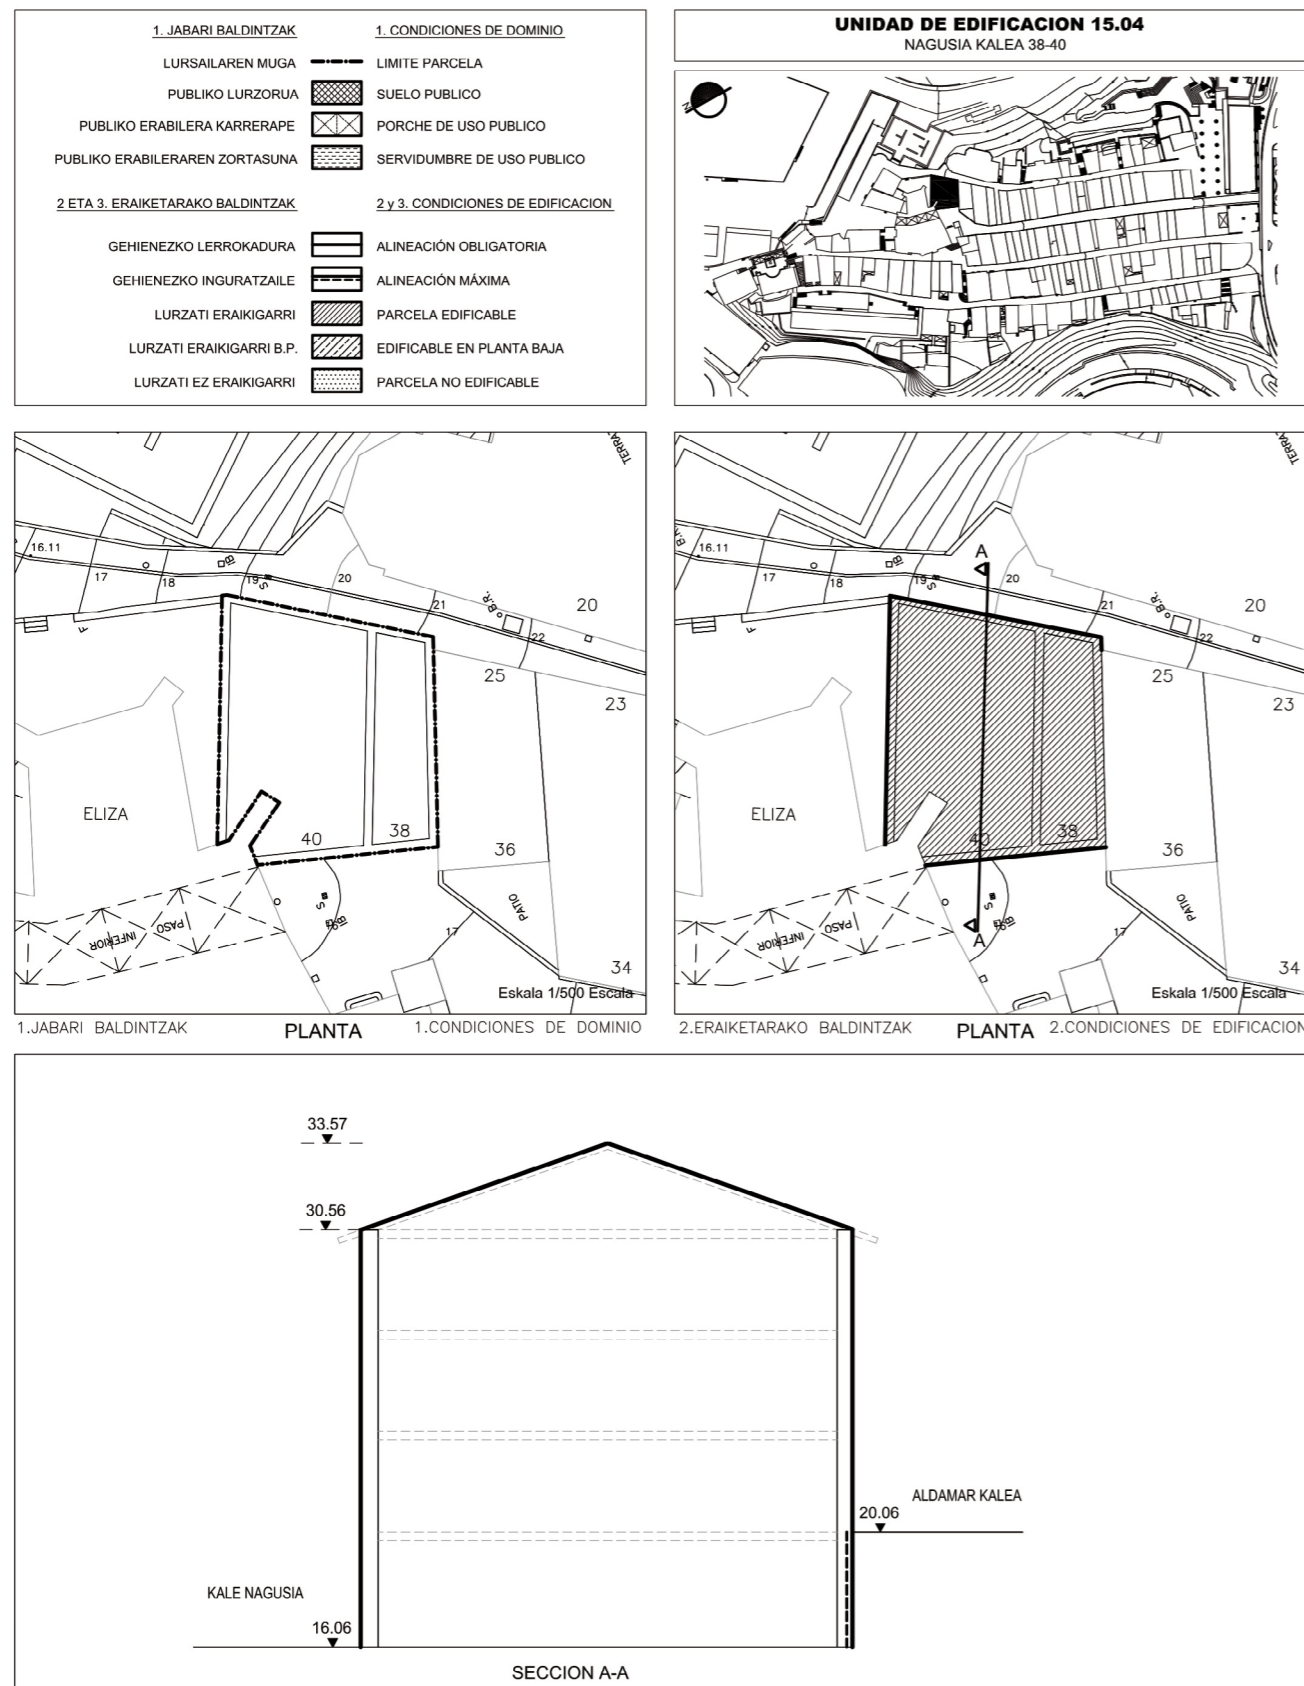 1. JABARI BALDINTZAK 1. CONDICIONES DE DOMINIO
LURSAILAREN MUGA LIMITE PARCELA
PUBLIKO LURZORUA SUELO PUBLICO
PUBLIKO ERABILERA KARRERAPE PORCHE DE USO PUBLICO
PUBLIKO ERABILERAREN ZORTASUNA SERVIDUMBRE DE USO PUBLICO
2 ETA 3. ERAIKETARAKO BALDINTZAK 2 y 3. CONDICIONES DE EDIFICACION
GEHIENEZKO LERROKADURA ALINEACIÓN OBLIGATORIA
GEHIENEZKO INGURATZAILE ALINEACIÓN MÁXIMA
LURZATI ERAIKIGARRI PARCELA EDIFICABLE
LURZATI ERAIKIGARRI B.P. EDIFICABLE EN PLANTA BAJA
LURZATI EZ ERAIKIGARRI PARCELA NO EDIFICABLE
UNIDAD DE EDIFICACION 15.04
NAGUSIA KALEA 38-40
N
16.11
17
18
19
S
BI
20
21
B.R.
22
20
25
23
F
ELIZA
40
38
36
PATIO
34
S
BI
17
PASO
INFERIOR
Eskala 1/500 Escala
1.JABARI BALDINTZAK PLANTA 1.CONDICIONES DE DOMINIO
B.R.
16.11
17
18
19
S
BI
A
20
21
B.R.
22
20
25
23
F
ELIZA
40
38
36
PATIO
34
S
BI
A
17
PASO
INFERIOR
Eskala 1/500 Escala
2.ERAIKETARAKO BALDINTZAK PLANTA 2.CONDICIONES DE EDIFICACION
33.57
30.56
ALDAMAR KALEA
20.06
KALE NAGUSIA
16.06
SECCION A-A